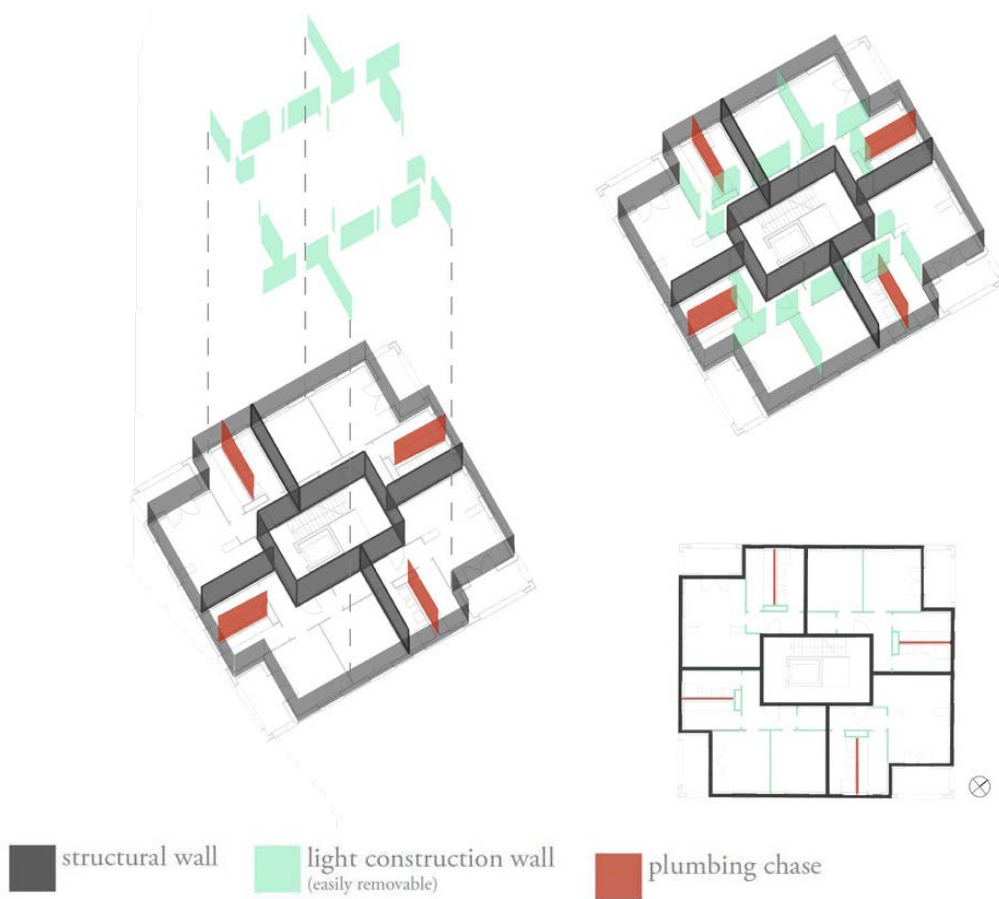 structural wall
light construction wall
(easily removable)
plumbing chase